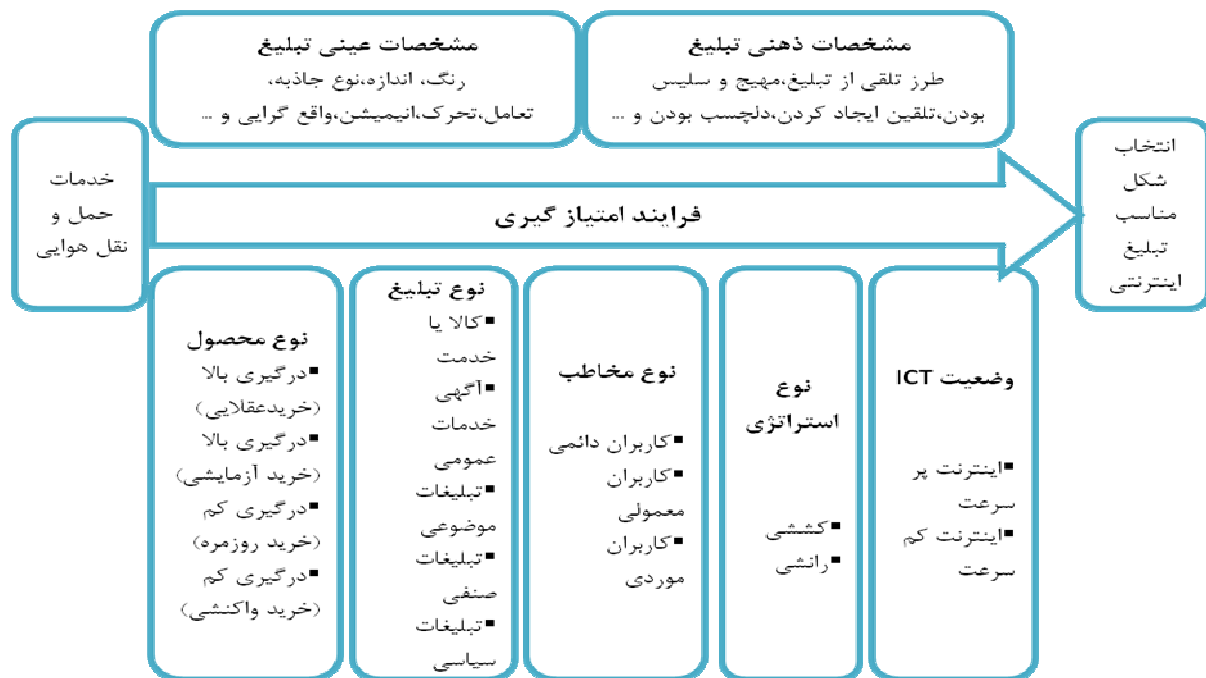 مشخصات عینی تبلیغ
رنگ، اندازه،نوع جاذبه،
تعامل،تحرک،انیمیشن،واقع گرایی و ...
مشخصات ذهنی تبلیغ
طرز تلقی از تبلیغ،مهیج و سلیس
بودن،تلقین ایجاد کردن،دلچسب بودن و ...
خدمات
حمل و
نقل هوایی
فرایند امتیاز گیری
انتخاب
شکل
مناسب
تبلیغ
اینترنتی
نوع محصول
▪درگیری بالا
(خریدعقلایی)
▪درگیری بالا
(خرید آزمایشی)
▪درگیری کم
(خرید روزمره)
▪درگیری کم
(خرید واکنشی)
نوع تبلیغ
▪کالا یا
خدمت
▪آگهی
خدمات
عمومی
▪تبلیغات
موضوعی
▪تبلیغات
صنفی
▪تبلیغات
سیاسی
نوع مخاطب
▪کاربران دائمی
▪کاربران
معمولی
▪کاربران
موردی
نوع
استراتژی
▪کششی
▪رانشی
وضعیت ICT
▪اینترنت پر
سرعت
▪اینترنت کم
سرعت